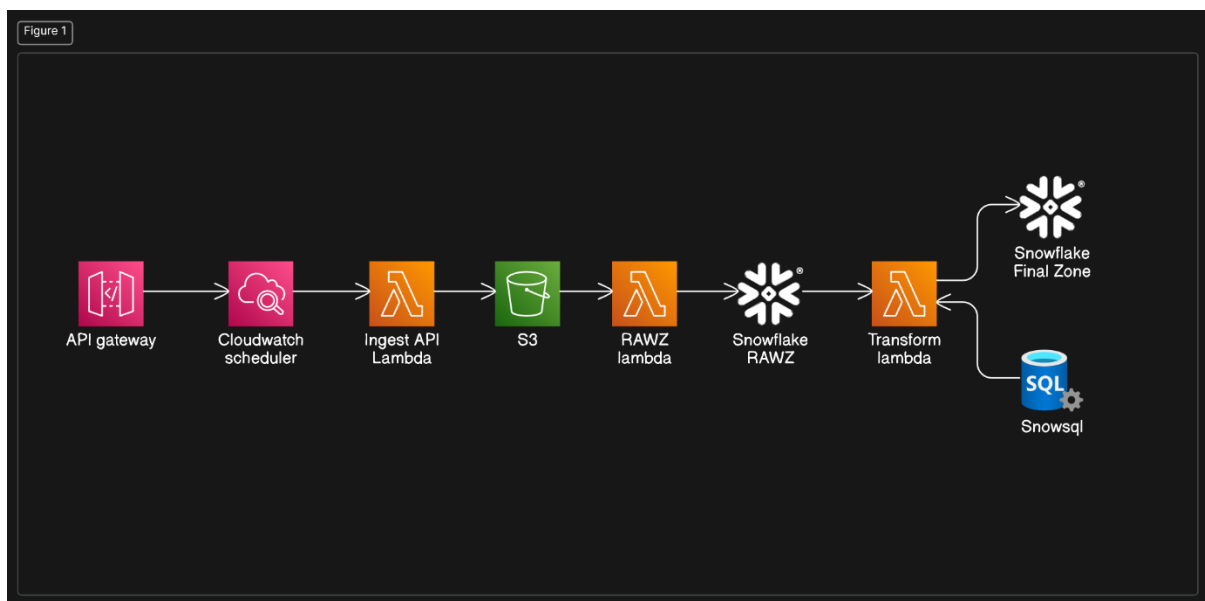 Figure 1
API gateway
Cloudwatch
scheduler
Ingest API
Lambda
S3
RAWZ
lambda
Snowflake
RAWZ
Transform
lambda
®
Snowflake
Final Zone
®
SQL
Snowsql